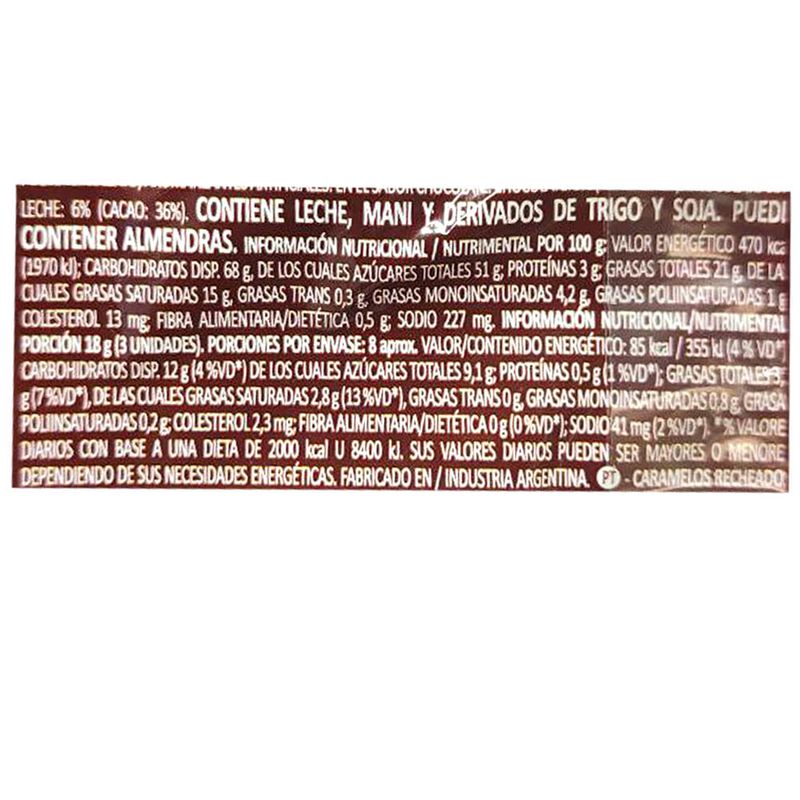 LECHE: 6% (CACAO: 36%). CONTIENE LECHE, MANI Y DERIVADOS DE TRIGO Y SOJA. PUEDE
CONTENER ALMENDRAS. INFORMACIÓN NUTRICIONAL / NUTRIMENTAL POR 100 g: VALOR ENERGÉTICO 470 kca
(1970 kJ); CARBOHIDRATOS DISP. 68 g, DE LOS CUALES AZÚCARES TOTALES 51 g; PROTEÍNAS 3 g; GRASAS TOTALES 21 g, DE LA
CUALES GRASAS SATURADAS 15 g, GRASAS TRANS 0,3 g, GRASAS MONOINSATURADAS 4,2 g, GRASAS POLIINSATURADAS 1 g
COLESTEROL 13 mg; FIBRA ALIMENTARIA/DIETÉTICA 0,5 g; SODIO 227 mg. INFORMACIÓN NUTRICIONAL/NUTRIMENTAL
PORCIÓN 18 g (3 UNIDADES). PORCIONES POR ENVASE: 8 aprox. VALOR/CONTENIDO ENERGÉTICO: 85 kcal / 355 kJ (4 % VD*)
CARBOHIDRATOS DISP. 12 g (4 %VD*) DE LOS CUALES AZÚCARES TOTALES 9,1 g; PROTEÍNAS 0,5 g (1 %VD*); GRASAS TOTALES 3,
g (7 %VD*), DE LAS CUALES GRASAS SATURADAS 2,8 g (13 %VD*), GRASAS TRANS 0 g, GRASAS MONOINSATURADAS 0,8 g, GRASA
POLIINSATURADAS 0,2 g; COLESTEROL 2,3 mg; FIBRA ALIMENTARIA/DIETÉTICA 0 g (0 %VD*); SODIO 41 mg (2 %VD*). *% VALORE
DIARIOS CON BASE A UNA DIETA DE 2000 kcal U 8400 kJ. SUS VALORES DIARIOS PUEDEN SER MAYORES O MENORE
DEPENDIENDO DE SUS NECESIDADES ENERGÉTICAS. FABRICADO EN / INDUSTRIA ARGENTINA. PT - CARAMELOS RECHEADO